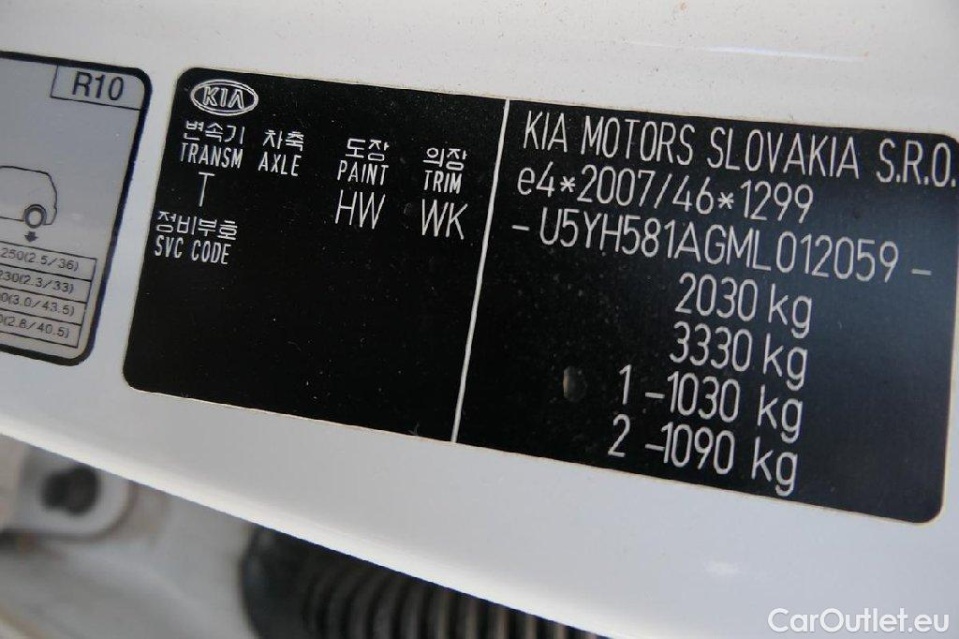 R10
250(2.5/36)
230(2.3/33)
0(3.0/43.5)
0(2.8/40.5)
KIA
변속기 차축 도장 의장
TRANSM AXLE PAINT TRIM
T HW WK
정비부호
SVC CODE
KIA MOTORS SLOVAKIA S.R.O.
e4*2007/46*1299
- U5YH581AGML012059 -
2030 kg
3330 kg
1 -1030 kg
2 -1090 kg
CarOutlet.eu